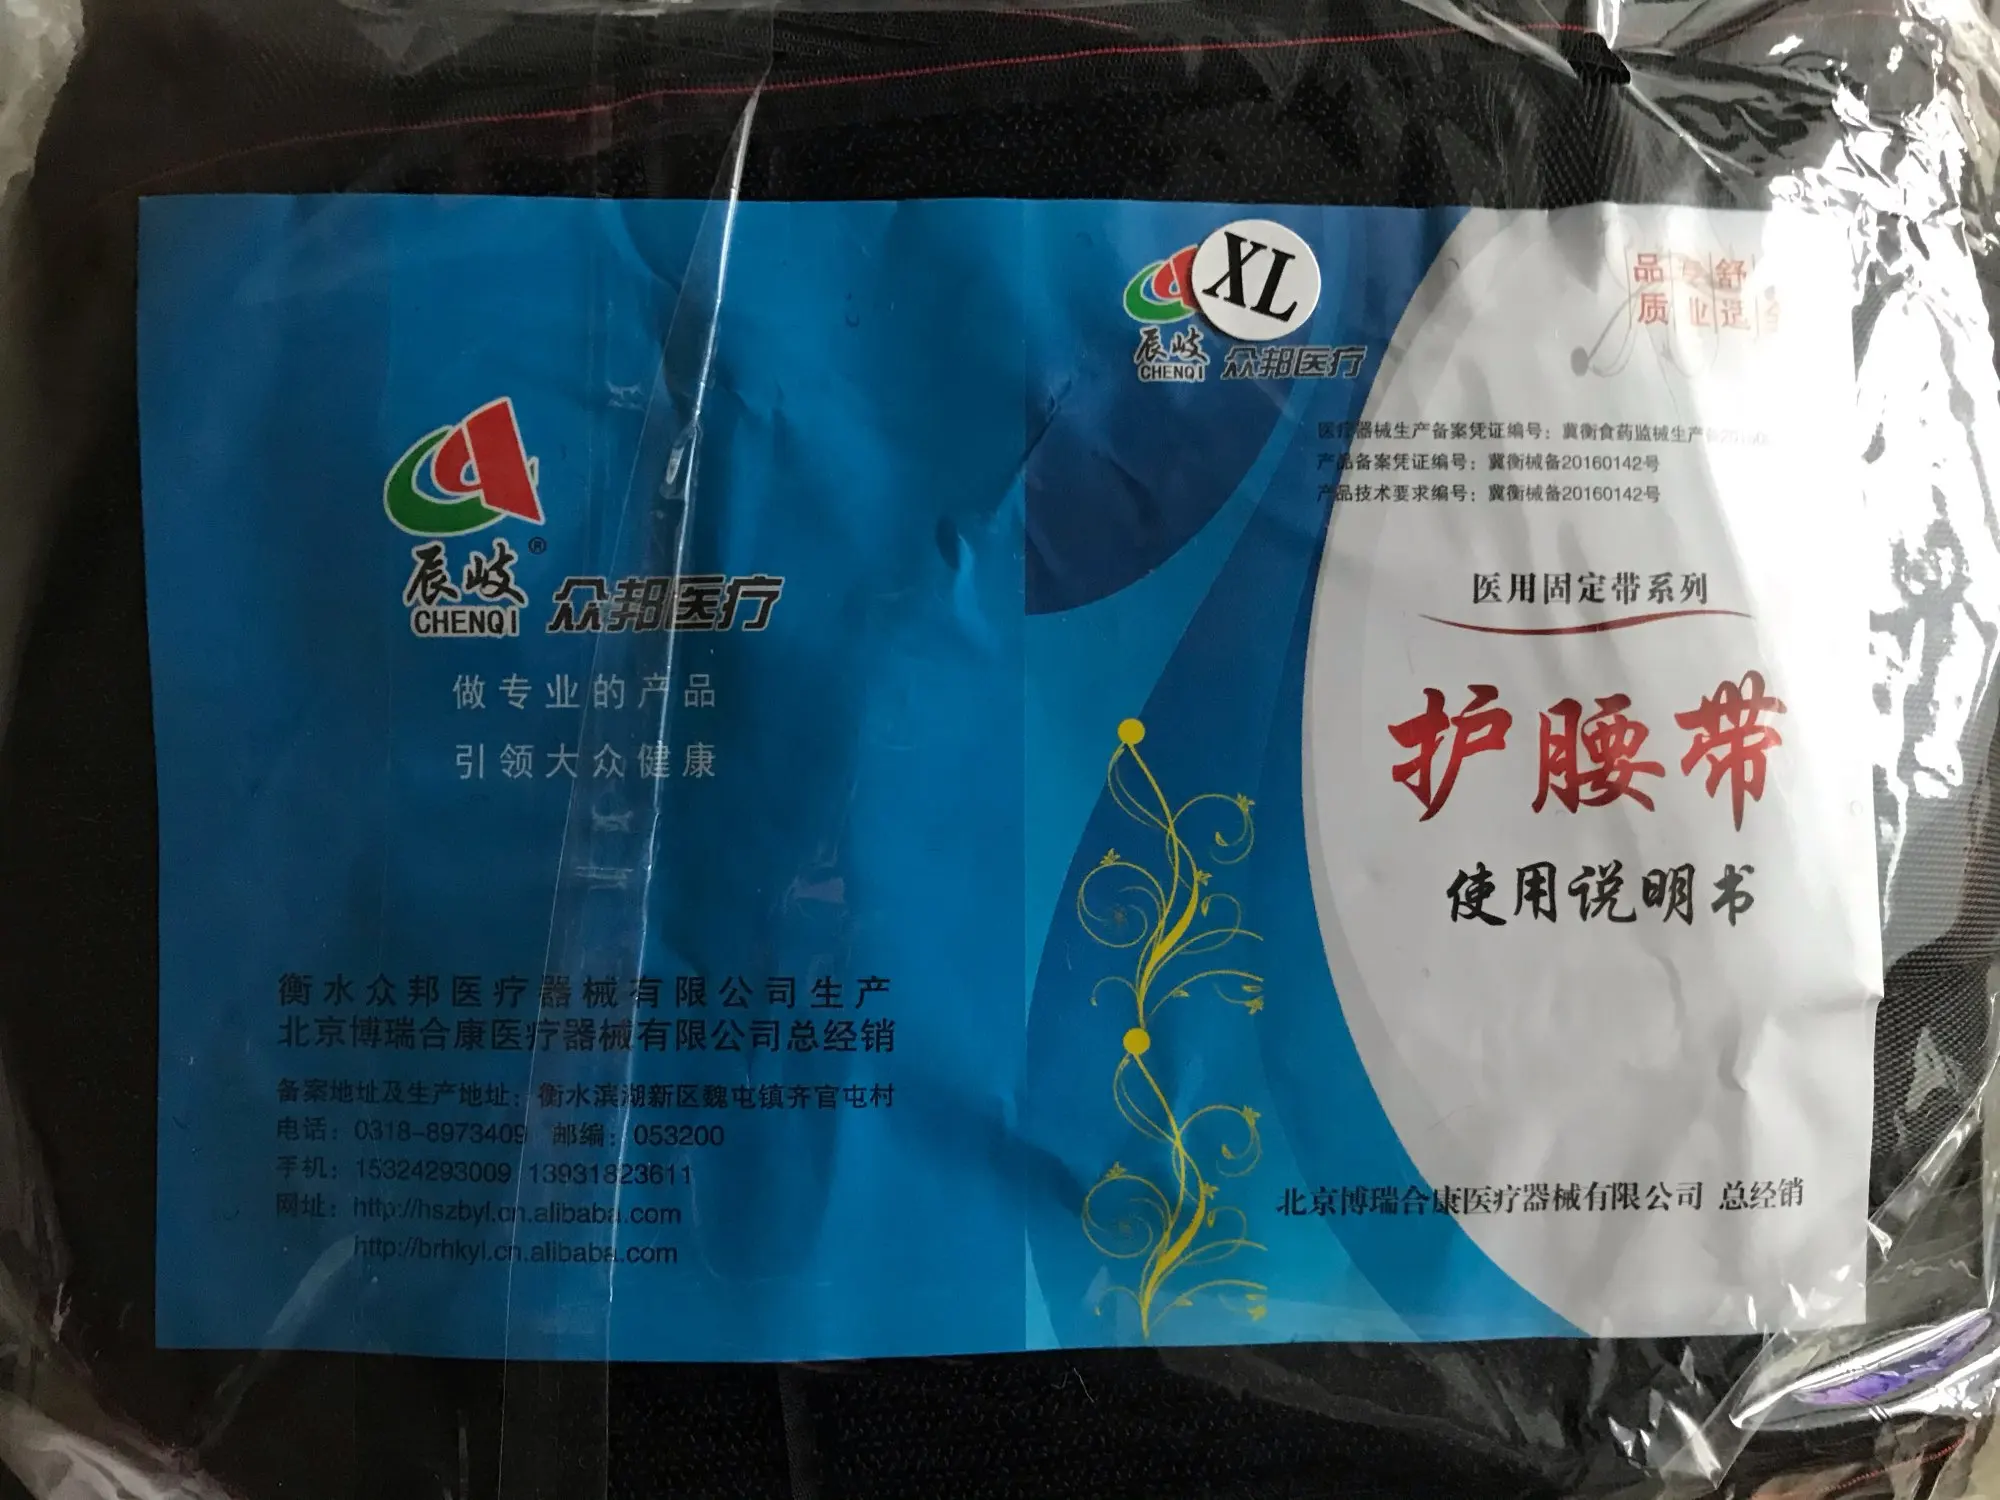 辰岐®
CHENQI
众邦医疗
做专业的产品
引领大众健康
衡水众邦医疗器械有限公司生产
北京博瑞合康医疗器械有限公司总经销
备案地址及生产地址：衡水滨湖新区魏屯镇齐官屯村
电话：0318-8973409 邮编：053200
手机：15324293009 13931823611
网址：http://hszbyl.cn.alibaba.com
http://brhkyl.cn.alibaba.com
XL
辰岐
CHENQI
众邦医疗
品 舒
质 业 适
医疗器械生产备案凭证编号：冀衡食药监械生产
产品备案凭证编号：冀衡械备20160142号
产品技术要求编号：冀衡械备20160142号
医用固定带系列
护腰带
使用说明书
北京博瑞合康医疗器械有限公司 总经销